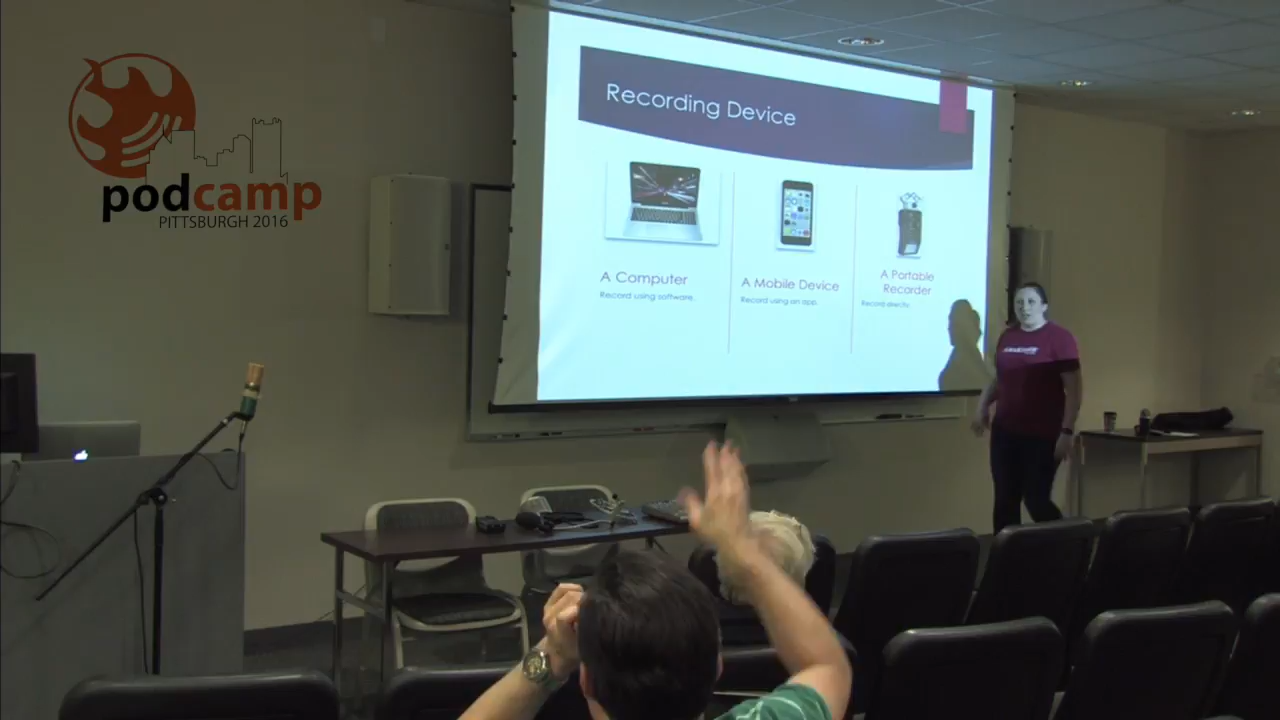 podcamp
PITTSBURGH 2016
Recording Device
A Computer
Record using software.
A Mobile Device
Record using an app.
A Portable
Recorder
Record directly.